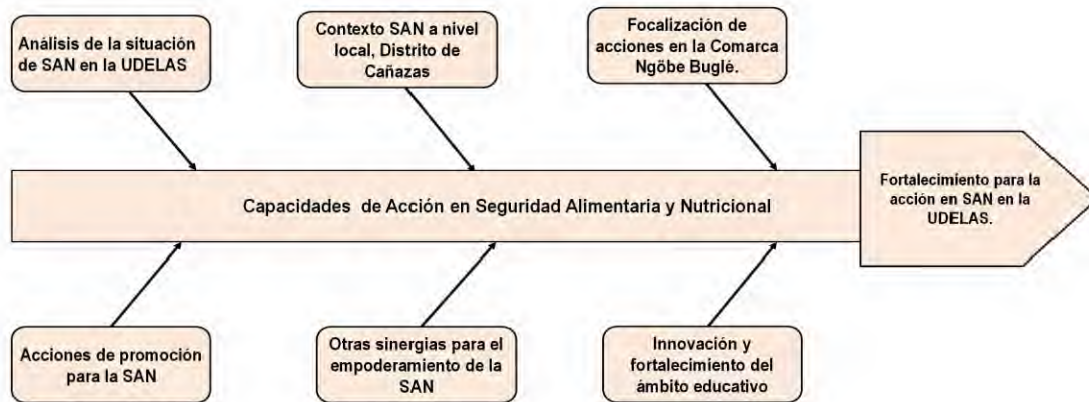 Análisis de la situación
de SAN en la UDELAS
Contexto SAN a nivel
local, Distrito de
Cañazas
Focalización de
acciones en la Comarca
Ngöbe Buglé.
Capacidades de Acción en Seguridad Alimentaria y Nutricional
Fortalecimiento para la
acción en SAN en la
UDELAS.
Acciones de promoción
para la SAN
Otras sinergias para el
empoderamiento de la
SAN
Innovación y
fortalecimiento del
ámbito educativo